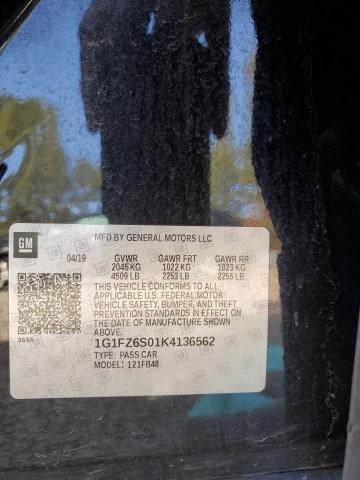 GM
MFD BY GENERAL MOTORS LLC
04/19 GVWR GAWR FRT GAWR RR
2045 KG 1022 KG 1023 KG
4509 LB 2253 LB 2255 LB
THIS VEHICLE CONFORMS TO ALL
APPLICABLE U.S. FEDERAL MOTOR
VEHICLE SAFETY, BUMPER, AND THEFT
PREVENTION STANDARDS IN EFFECT ON
THE DATE OF MANUFACTURE SHOWN
ABOVE.
384A
1G1FZ6S01K4136562
TYPE: PASS CAR
MODEL: 121FB48